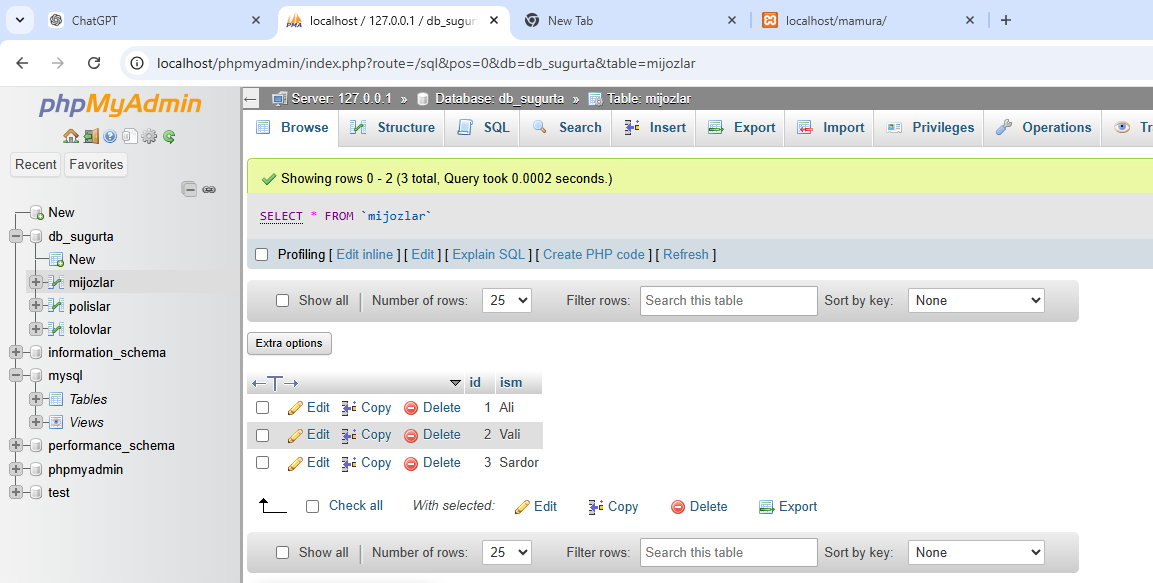 ChatGPT
localhost / 127.0.0.1 / db_sugur
New Tab
localhost/mamura/
localhost/phpmyadmin/index.php?route=/sql&pos=0&db=db_sugurta&table=mijozlar
phpMyAdmin
Recent Favorites
New
db_sugurta
New
mijozlar
polislar
tolovlar
information_schema
mysql
Tables
Views
performance_schema
phpmyadmin
test
Server: 127.0.0.1 » Database: db_sugurta » Table: mijozlar
Browse Structure SQL Search Insert Export Import Privileges Operations Tr
Showing rows 0 - 2 (3 total, Query took 0.0002 seconds.)
SELECT * FROM `mijozlar`
Profiling [ Edit inline ] [ Edit ] [ Explain SQL ] [ Create PHP code ] [ Refresh ]
Show all Number of rows: 25 Filter rows: Search this table Sort by key: None
Extra options
←T→ id ism
Edit Copy Delete 1 Ali
Edit Copy Delete 2 Vali
Edit Copy Delete 3 Sardor
Check all With selected: Edit Copy Delete Export
Show all Number of rows: 25 Filter rows: Search this table Sort by key: None